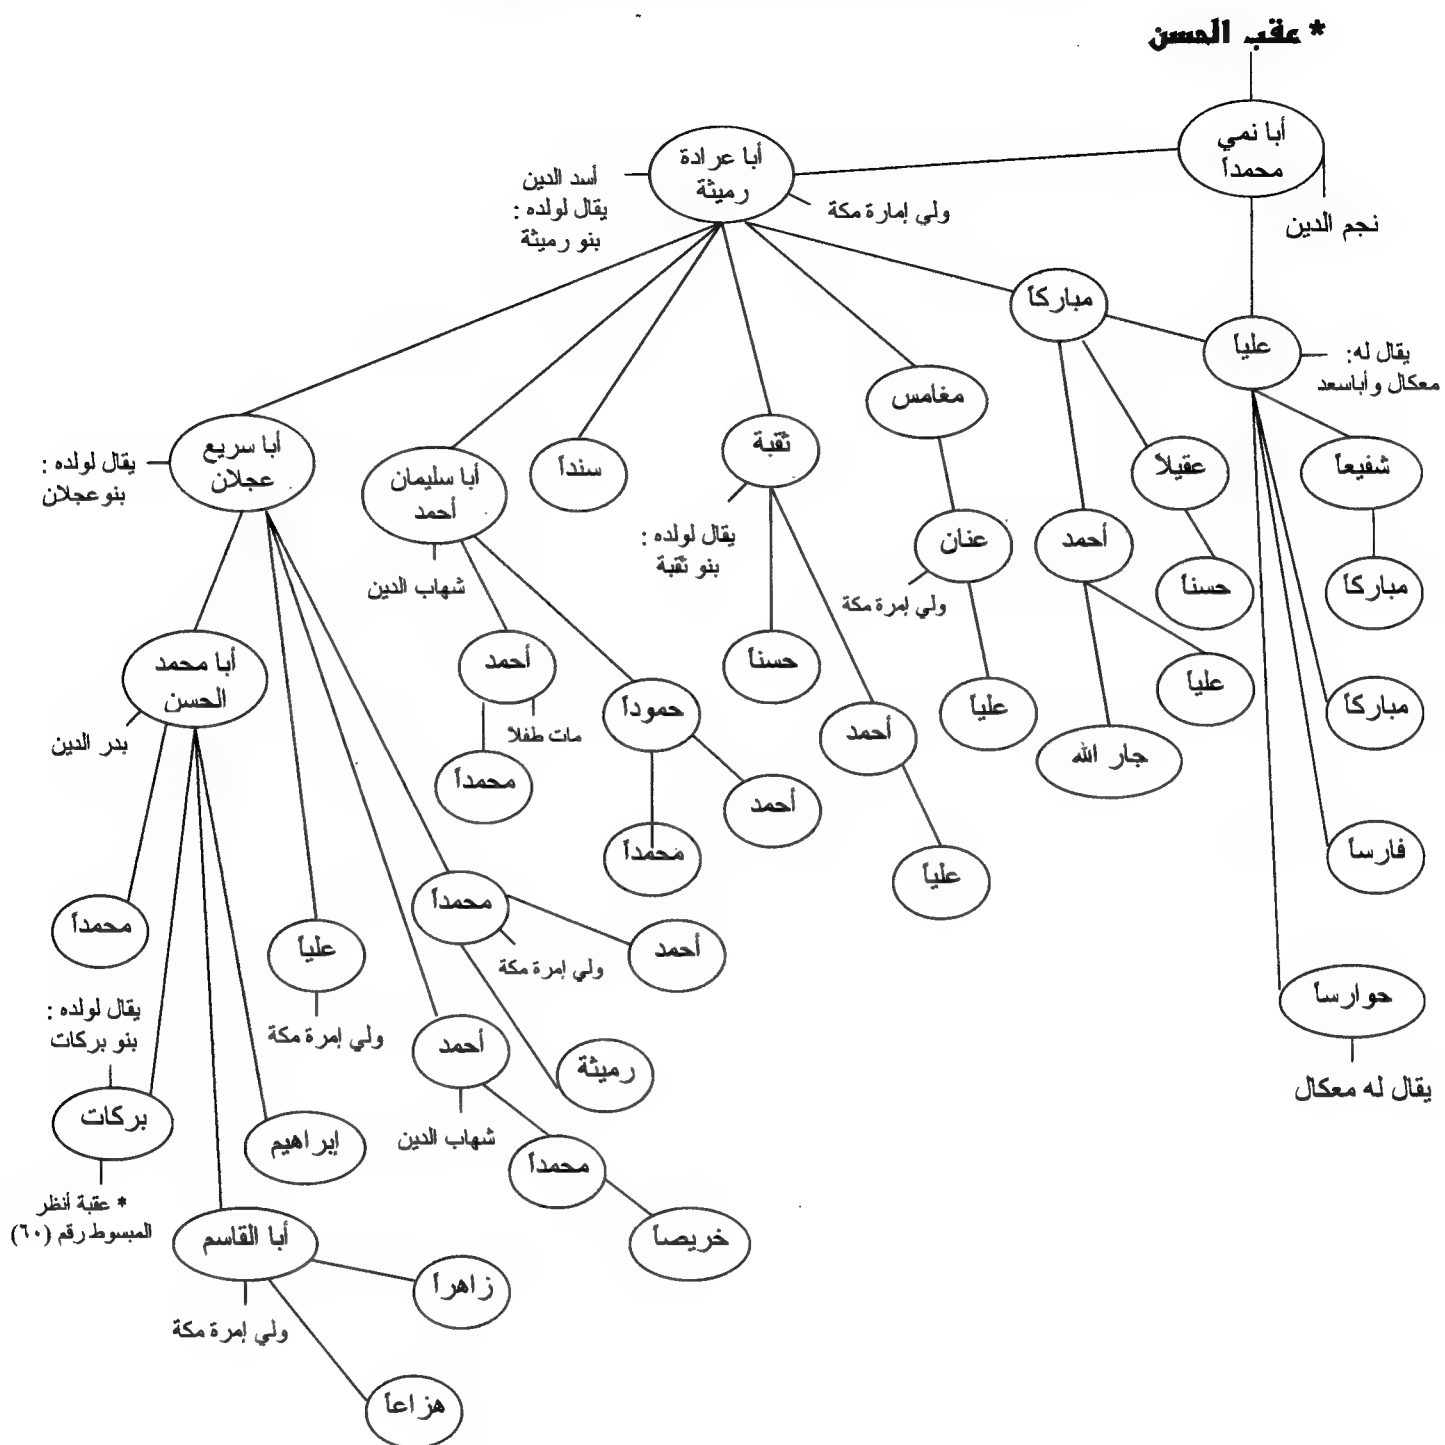 * عقب الحسن
أبا نمي
محمداً
نجم الدين
أبا عرادة
رميثة
أسد الدين
يقال لولده :
بنو رميثة
ولي إمارة مكة
مباركاً
علياً
يقال له:
معكال وأباسعد
مغامس
ثقبة
يقال لولده :
بنو ثقبة
سنداً
أبا سليمان
أحمد
شهاب الدين
أبا سريع
عجلان
يقال لولده :
بنو عجلان
شفيعاً
عقيلاً
أحمد
عنان
ولي إمرة مكة
مباركاً
حسناً
علياً
علياً
جار الله
مباركاً
حسناً
أحمد
حموداً
أحمد
مات طفلاً
محمداً
أحمد
محمداً
علياً
فارساً
أبا محمد
الحسن
بدر الدين
محمداً
علياً
ولي إمرة مكة
محمداً
ولي إمرة مكة
أحمد
حوارساً
يقال له معكال
يقال لولده :
بنو بركات
بركات
* عقبة أنظر
المبسوط رقم (٦٠)
إبراهيم
أحمد
شهاب الدين
رميثة
محمداً
خريصاً
أبا القاسم
ولي إمرة مكة
زاهراً
هزاعاً